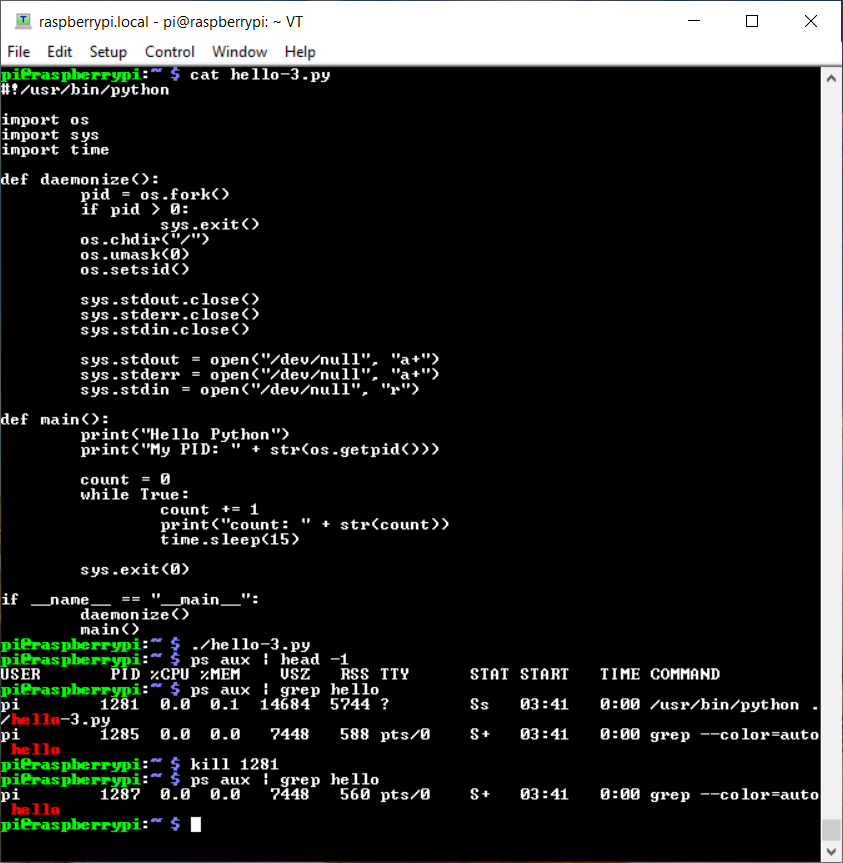 raspberrypi.local - pi@raspberrypi: ~ VT
File Edit Setup Control Window Help
pi@raspberrypi:~ $ cat hello-3.py
#!/usr/bin/python

import os
import sys
import time

def daemonize():
        pid = os.fork()
        if pid > 0:
                sys.exit()
        os.chdir("/")
        os.umask(0)
        os.setsid()

        sys.stdout.close()
        sys.stderr.close()
        sys.stdin.close()

        sys.stdout = open("/dev/null", "a+")
        sys.stderr = open("/dev/null", "a+")
        sys.stdin = open("/dev/null", "r")

def main():
        print("Hello Python")
        print("My PID: " + str(os.getpid()))

        count = 0
        while True:
                count += 1
                print("count: " + str(count))
                time.sleep(15)

        sys.exit(0)

if __name__ == "__main__":
        daemonize()
        main()
pi@raspberrypi:~ $ ./hello-3.py
pi@raspberrypi:~ $ ps aux | head -1
USER       PID %CPU %MEM    VSZ   RSS TTY      STAT START   TIME COMMAND
pi@raspberrypi:~ $ ps aux | grep hello
pi        1281  0.0  0.1  14684  5744 ?        Ss   03:41   0:00 /usr/bin/python .
/hello-3.py
pi        1285  0.0  0.0   7448   588 pts/0    S+   03:41   0:00 grep --color=auto
 hello
pi@raspberrypi:~ $ kill 1281
pi@raspberrypi:~ $ ps aux | grep hello
pi        1287  0.0  0.0   7448   560 pts/0    S+   03:41   0:00 grep --color=auto
 hello
pi@raspberrypi:~ $